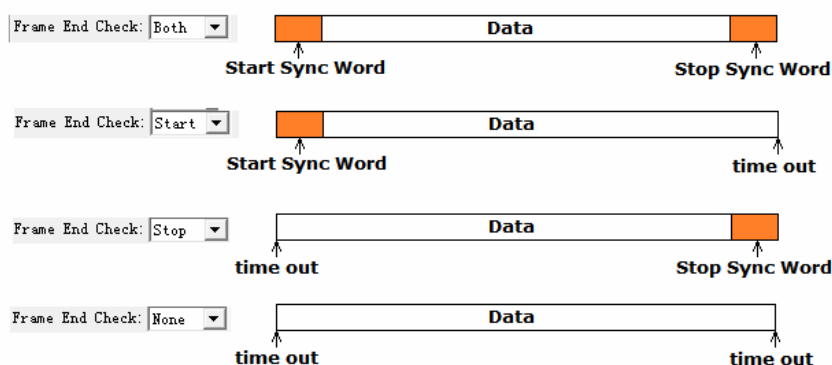 Frame End Check: Both Data
Start Sync Word Stop Sync Word
Frame End Check: Start Data
Start Sync Word time out
Frame End Check: Stop Data
time out Stop Sync Word
Frame End Check: None Data
time out time out